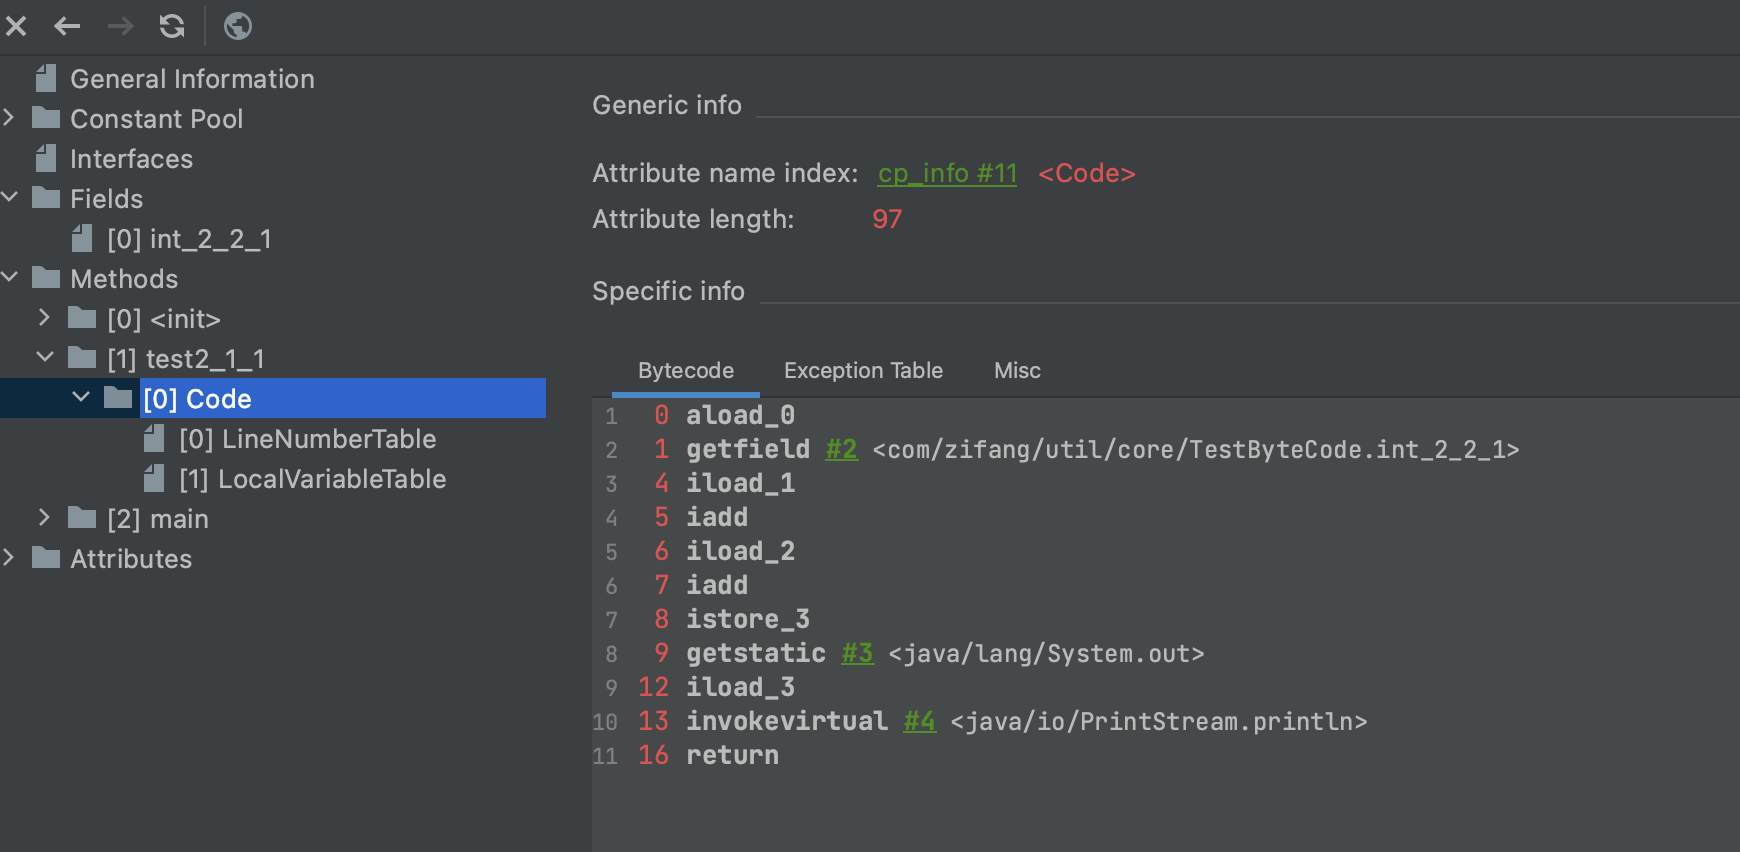 General Information
Constant Pool
Interfaces
Fields
[0] int_2_2_1
Methods
[0] <init>
[1] test2_1_1
[0] Code
[0] LineNumberTable
[1] LocalVariableTable
[2] main
Attributes
Generic info
Attribute name index: cp_info #11 <Code>
Attribute length: 97
Specific info
Bytecode Exception Table Misc
1 0 aload_0
2 1 getfield #2 <com/zifang/util/core/TestByteCode.int_2_2_1>
3 4 iload_1
4 5 iadd
5 6 iload_2
6 7 iadd
7 8 istore_3
8 9 getstatic #3 <java/lang/System.out>
9 12 iload_3
10 13 invokevirtual #4 <java/io/PrintStream.println>
11 16 return